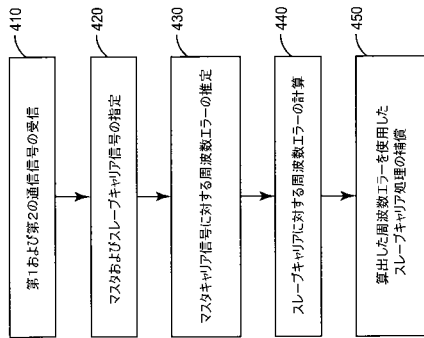 410
第1および第2の通信信号の受信
420
マスタおよびスレーブキャリア信号の指定
430
マスタキャリア信号に対する周波数エラーの推定
440
スレーブキャリアに対する周波数エラーの計算
450
算出した周波数エラーを使用した
スレーブキャリア処理の補償